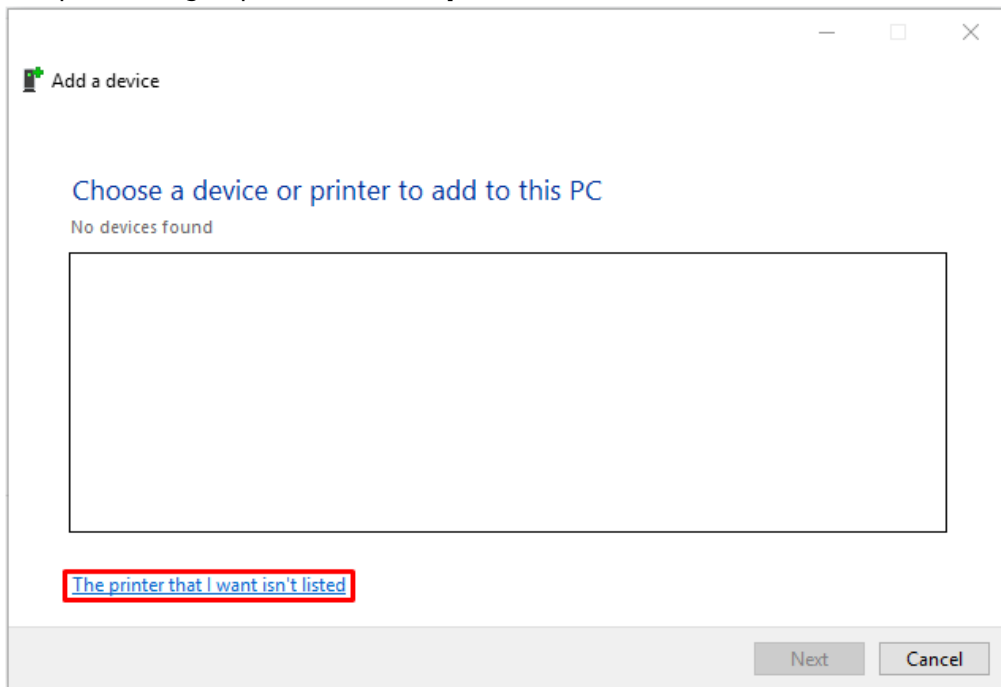 Add a device
Choose a device or printer to add to this PC
No devices found
The printer that I want isn't listed
Next
Cancel